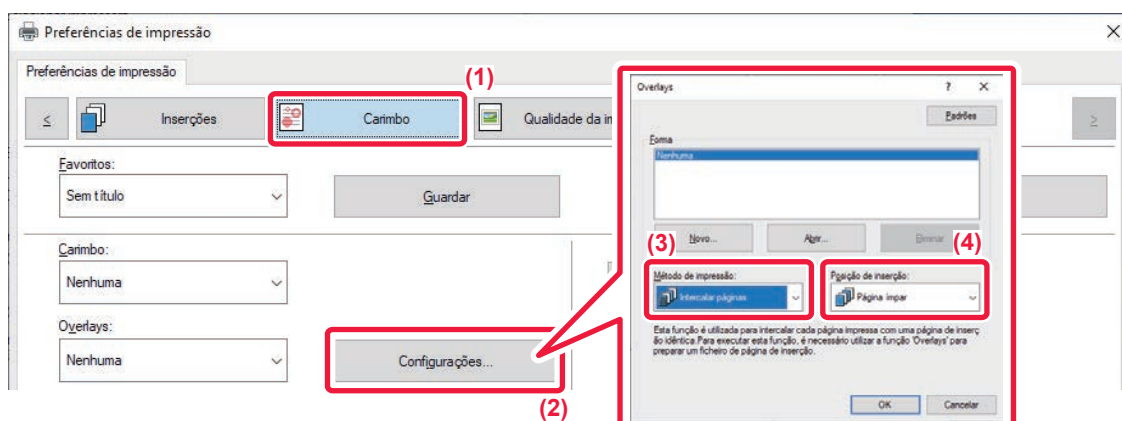 Preferências de impressão
Preferências de impressão
(1)
<
Inserções
Carimbo
Qualidade da in
>
Favoritos:
Sem título
Guardar
Carimbo:
Nenhuma
Overlays:
Nenhuma
Configurações...
(2)
Overlays
?
Padrões
Forma
Nenhuma
Novo...
Abrir...
Eliminar
(3)
(4)
Método de impressão:
Posição de inserção:
Intercalar páginas
Página ímpar
Esta função é utilizada para intercalar cada página impressa com uma página de inserç
ão idêntica.Para executar esta função, é necessário utilizar a função 'Overlays' para
preparar um ficheiro de página de inserção.
OK
Cancelar